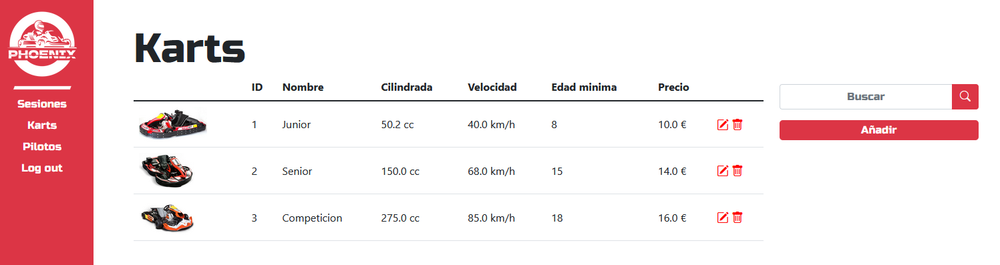 PHOENIX
Sesiones
Karts
Pilotos
Log out
Karts
ID Nombre Cilindrada Velocidad Edad minima Precio
1 Junior 50.2 cc 40.0 km/h 8 10.0 €
2 Senior 150.0 cc 68.0 km/h 15 14.0 €
3 Competicion 275.0 cc 85.0 km/h 18 16.0 €
Buscar
Añadir